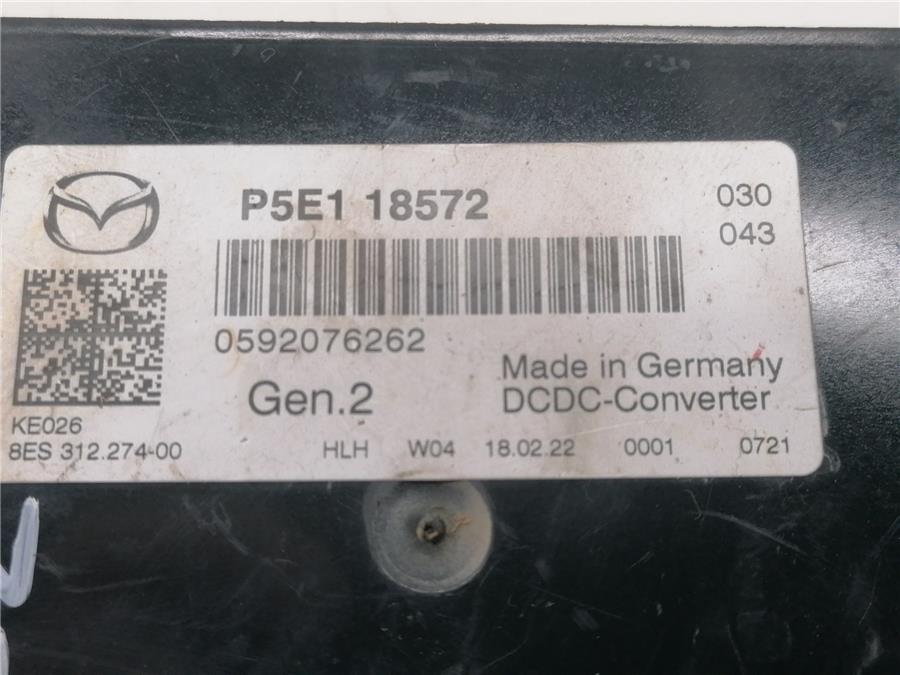 P5E1 18572
030
043
0592076262
Made in Germany
Gen.2
DCDC-Converter
KE026
8ES 312.274-00 HLH W04 18.02.22 0001 0721